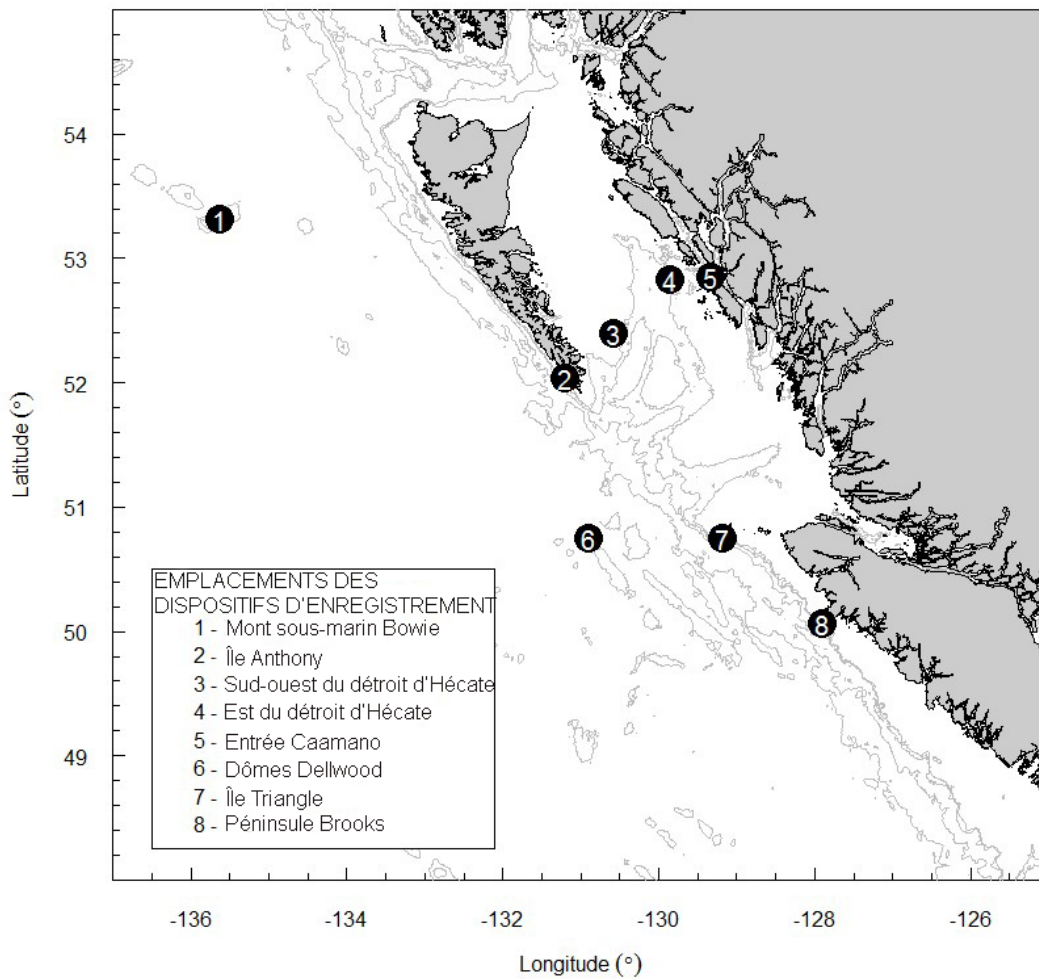 54
53
52
51
50
49
Latitude (°)
1
2
3
4
5
6
7
8
EMPLACEMENTS DES
DISPOSITIFS D'ENREGISTREMENT
1 - Mont sous-marin Bowie
2 - Île Anthony
3 - Sud-ouest du détroit d'Hécate
4 - Est du détroit d'Hécate
5 - Entrée Caamano
6 - Dômes Dellwood
7 - Île Triangle
8 - Péninsule Brooks
-136 -134 -132 -130 -128 -126
Longitude (°)